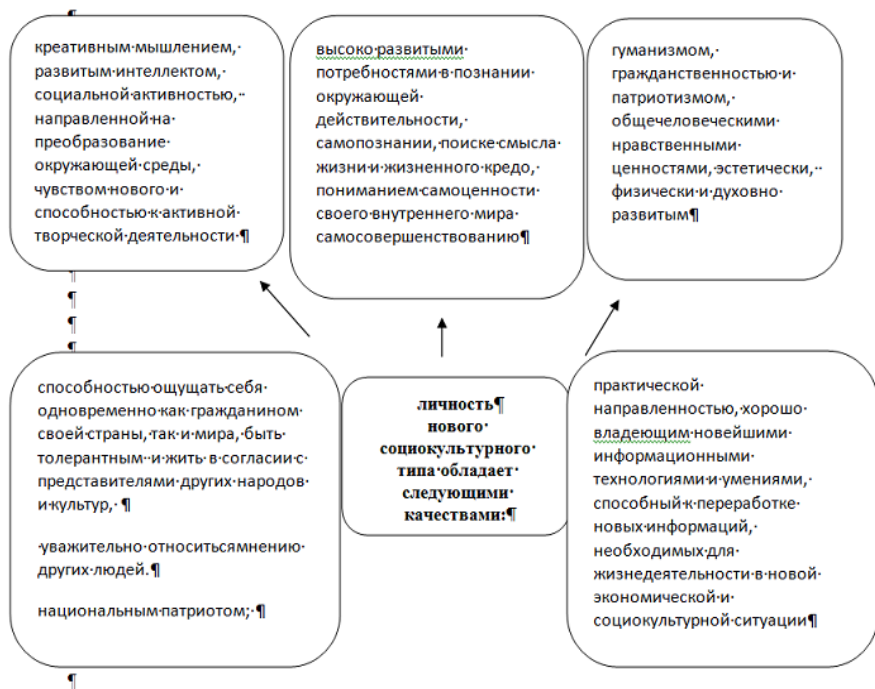 креативным мышлением,
развитым интеллектом,
социальной активностью,
направленной на
преобразование
окружающей среды,
чувством нового и
способностью к активной
творческой деятельности ¶
высоко развитыми
потребностями в познании
окружающей
действительности,
самопознании, поиске смысла
жизни и жизненного кредо,
пониманием самоценности
своего внутреннего мира
самосовершенствованию¶
гуманизмом,
гражданственностью и
патриотизмом,
общечеловеческими
нравственными
ценностями, эстетически,
физически и духовно
развитым¶
способностью ощущать себя
одновременно как гражданином
своей страны, так и мира, быть
толерантным и жить в согласии с
представителями других народов
и культур, ¶
уважительно относитьсямнению
других людей.¶
национальным патриотом; ¶
личность¶
нового
социокультурного
типа обладает
следующими
качествами:¶
практической
направленностью, хорошо
владеющим новейшими
информационными
технологиями и умениями,
способный к переработке
новых информаций,
необходимых для
жизнедеятельности в новой
экономической и
социокультурной ситуации¶